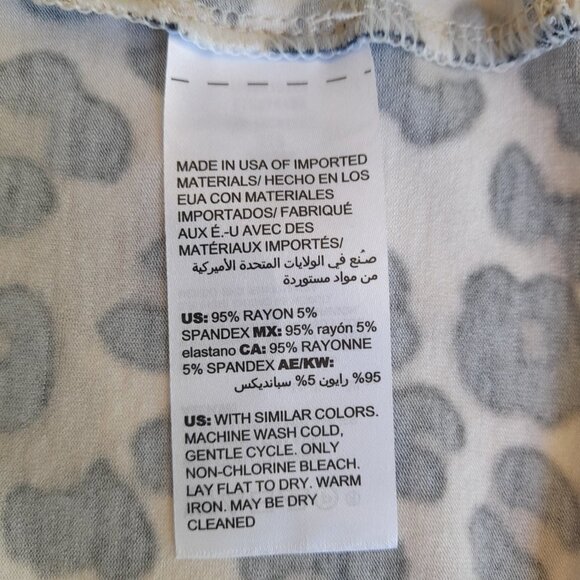 MADE IN USA OF IMPORTED
MATERIALS/ HECHO EN LOS
EUA CON MATERIALES
IMPORTADOS/ FABRIQUÉ
AUX É.-U AVEC DES
MATÉRIAUX IMPORTÉS/
صنع في الولايات المتحدة الأميركية
من مواد مستوردة
US: 95% RAYON 5%
SPANDEX MX: 95% rayón 5%
elastano CA: 95% RAYONNE
5% SPANDEX AE/KW:
95% رايون 5% سبانديكس
US: WITH SIMILAR COLORS.
MACHINE WASH COLD,
GENTLE CYCLE. ONLY
NON-CHLORINE BLEACH.
LAY FLAT TO DRY. WARM
IRON. MAY BE DRY
CLEANED